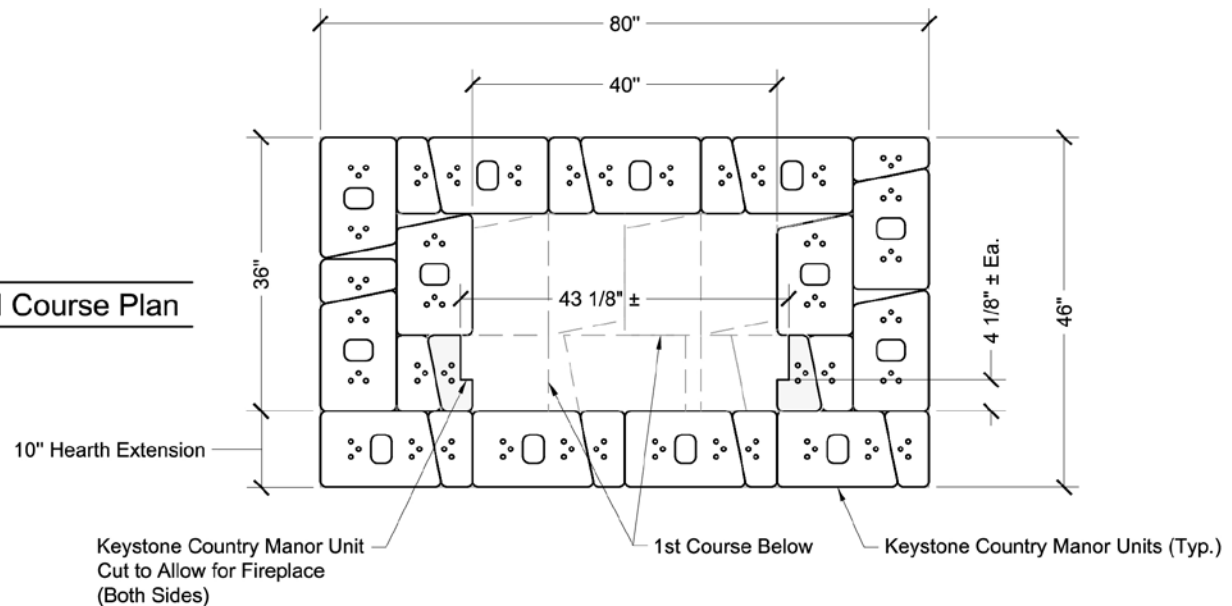 80"
40"
36"
43 1/8" ±
4 1/8" ± Ea.
46"
Course Plan
10" Hearth Extension
Keystone Country Manor Unit
Cut to Allow for Fireplace
(Both Sides)
1st Course Below
Keystone Country Manor Units (Typ.)